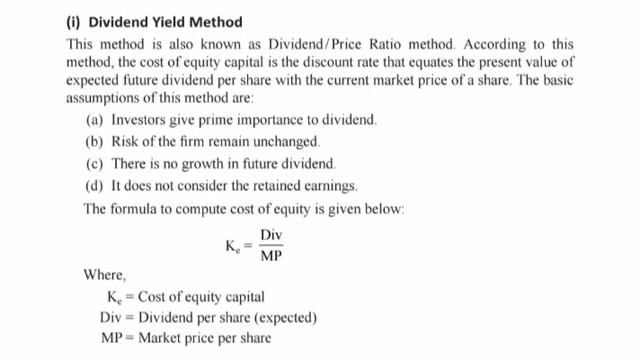 (i) Dividend Yield Method
This method is also known as Dividend/Price Ratio method. According to this
method, the cost of equity capital is the discount rate that equates the present value of
expected future dividend per share with the current market price of a share. The basic
assumptions of this method are:
(a) Investors give prime importance to dividend.
(b) Risk of the firm remain unchanged.
(c) There is no growth in future dividend.
(d) It does not consider the retained earnings.
The formula to compute cost of equity is given below:
Kₑ = Div
MP
Where,
Kₑ = Cost of equity capital
Div = Dividend per share (expected)
MP = Market price per share